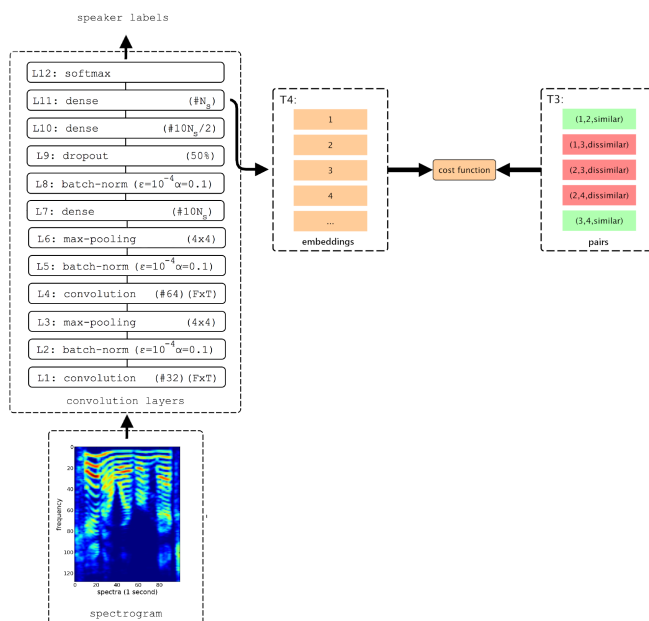 speaker labels
L12: softmax
L11: dense (#N_s)
L10: dense (#10N_s/2)
L9: dropout (50%)
L8: batch-norm (ε=10^-4 α=0.1)
L7: dense (#10N_s)
L6: max-pooling (4x4)
L5: batch-norm (ε=10^-4 α=0.1)
L4: convolution (#64)(FxT)
L3: max-pooling (4x4)
L2: batch-norm (ε=10^-4 α=0.1)
L1: convolution (#32)(FxT)
convolution layers
T4:
1
2
3
4
...
embeddings
cost function
T3:
(1,2,similar)
(1,3,dissimilar)
(2,3,dissimilar)
(2,4,dissimilar)
(3,4,similar)
pairs
frequency
0
20
40
60
80
100
120
0 20 40 60 80
spectra (1 second)
spectrogram